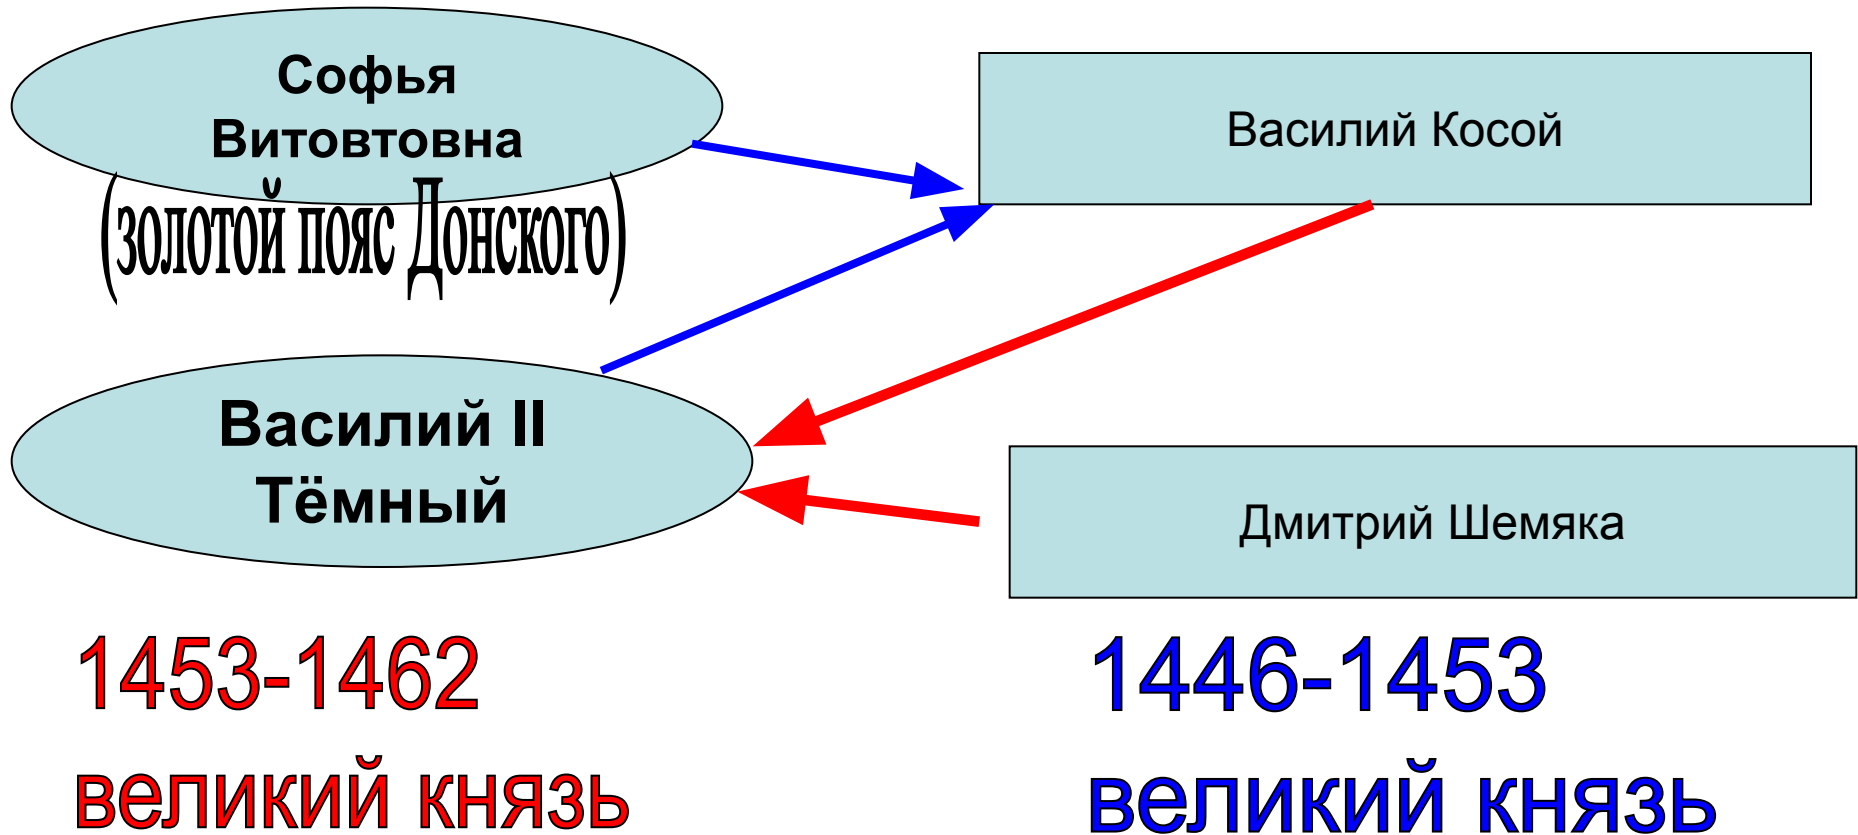 Софья
Витовтовна
(золотой пояс Донского)
Василий Косой
Василий II
Тёмный
Дмитрий Шемяка
1453-1462
великий князь
1446-1453
великий князь